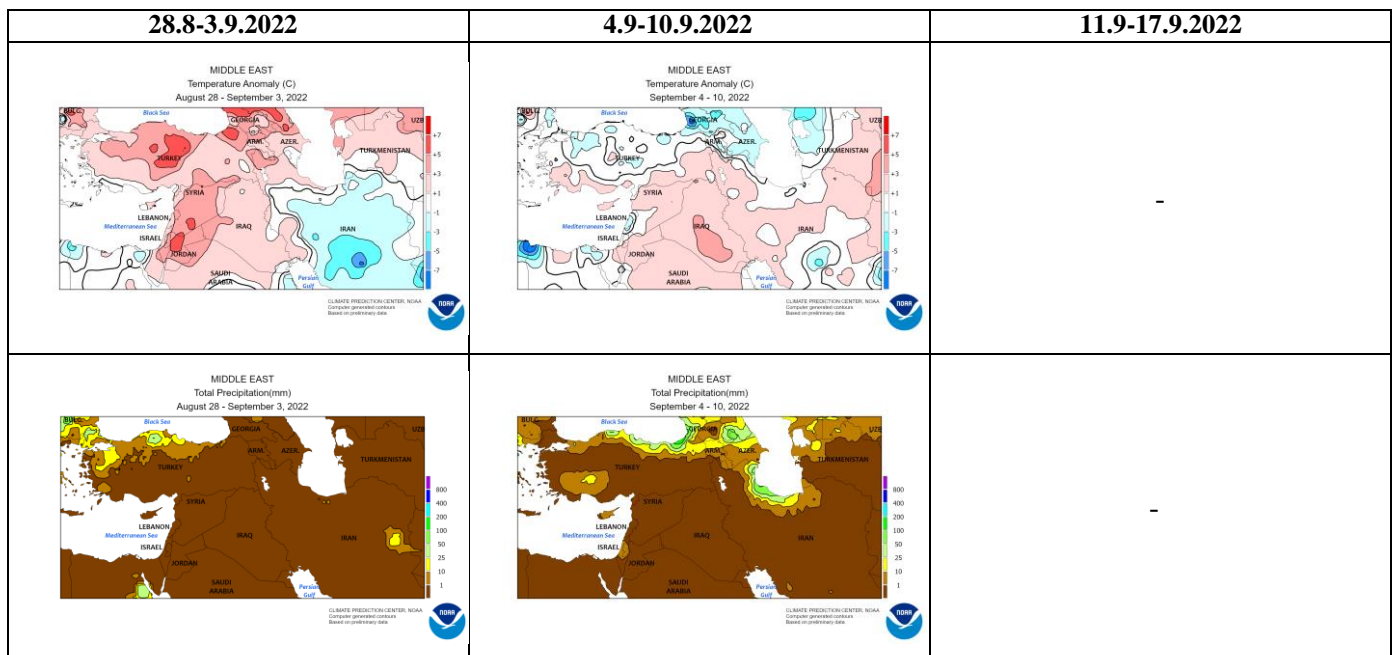 28.8-3.9.2022
4.9-10.9.2022
11.9-17.9.2022
MIDDLE EAST
Temperature Anomaly (C)
August 28 - September 3, 2022
BULG.
Black Sea
GEORGIA
UZB
ARM.
AZER.
TURKMENISTAN
TURKEY
SYRIA
LEBANON
Mediterranean Sea
ISRAEL
IRAQ
IRAN
JORDAN
SAUDI
ARABIA
Persian
Gulf
+7
+5
+3
+1
-1
-3
-5
-7
CLIMATE PREDICTION CENTER, NOAA
Computer generated contours
Based on preliminary data
NOAA
MIDDLE EAST
Temperature Anomaly (C)
September 4 - 10, 2022
BULG.
Black Sea
GEORGIA
UZB
ARM.
AZER.
TURKMENISTAN
TURKEY
SYRIA
LEBANON
Mediterranean Sea
ISRAEL
IRAQ
IRAN
JORDAN
SAUDI
ARABIA
Persian
Gulf
+7
+5
+3
+1
-1
-3
-5
-7
CLIMATE PREDICTION CENTER, NOAA
Computer generated contours
Based on preliminary data
NOAA
-
MIDDLE EAST
Total Precipitation(mm)
August 28 - September 3, 2022
BULG.
Black Sea
GEORGIA
UZB
ARM.
AZER.
TURKMENISTAN
TURKEY
SYRIA
LEBANON
Mediterranean Sea
ISRAEL
IRAQ
IRAN
JORDAN
SAUDI
ARABIA
Persian
Gulf
800
400
200
100
50
25
10
1
CLIMATE PREDICTION CENTER, NOAA
Computer generated contours
Based on preliminary data
NOAA
MIDDLE EAST
Total Precipitation(mm)
September 4 - 10, 2022
BULG.
Black Sea
GEORGIA
UZB
ARM.
AZER.
TURKMENISTAN
TURKEY
SYRIA
LEBANON
Mediterranean Sea
ISRAEL
IRAQ
IRAN
JORDAN
SAUDI
ARABIA
Persian
Gulf
800
400
200
100
50
25
10
1
CLIMATE PREDICTION CENTER, NOAA
Computer generated contours
Based on preliminary data
NOAA
-